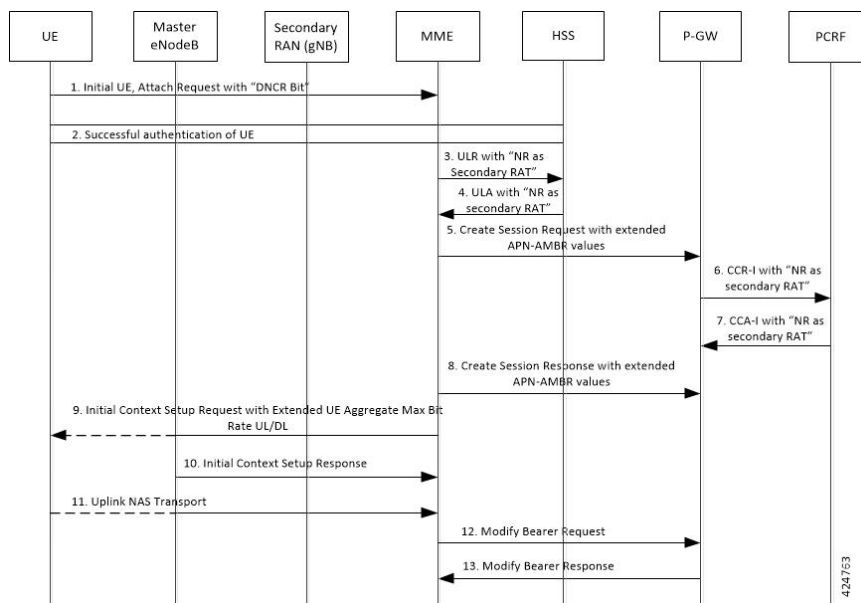 UE
Master
eNodeB
Secondary
RAN (gNB)
MME
HSS
P-GW
PCRF
1. Initial UE, Attach Request with “DNCR Bit”
2. Successful authentication of UE
3. ULR with “NR as
Secondary RAT”
4. ULA with “NR as
secondary RAT”
5. Create Session Request with extended
APN-AMBR values
6. CCR-I with “NR as
secondary RAT”
7. CCA-I with “NR as
secondary RAT”
8. Create Session Response with extended
APN-AMBR values
9. Initial Context Setup Request with Extended UE Aggregate Max Bit
Rate UL/DL
10. Initial Context Setup Response
11. Uplink NAS Transport
12. Modify Bearer Request
13. Modify Bearer Response
424763